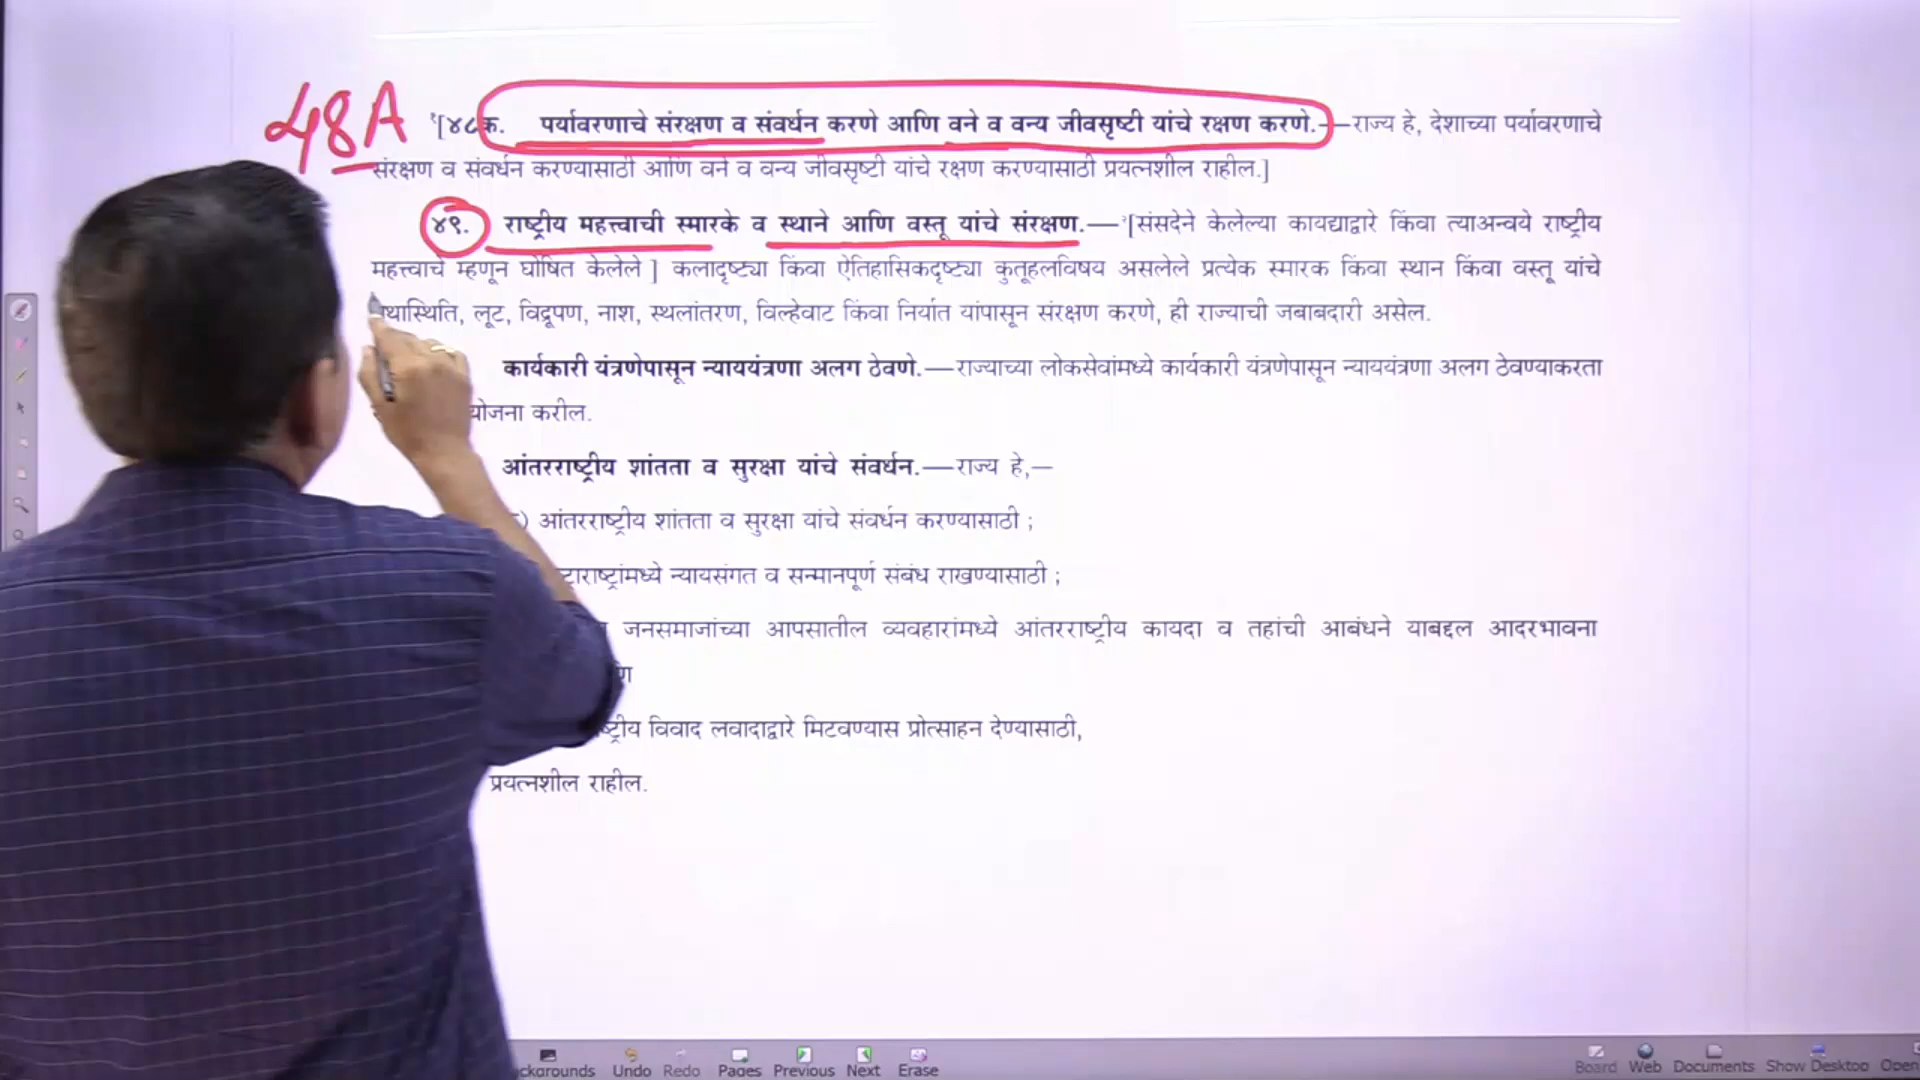 48A
[४८क. पर्यावरणाचे संरक्षण व संवर्धन करणे आणि वने व वन्य जीवसृष्टी यांचे रक्षण करणे.—राज्य हे, देशाच्या पर्यावरणाचे
संरक्षण व संवर्धन करण्यासाठी आणि वने व वन्य जीवसृष्टी यांचे रक्षण करण्यासाठी प्रयत्नशील राहील.]
४९. राष्ट्रीय महत्त्वाची स्मारके व स्थाने आणि वस्तू यांचे संरक्षण.—[संसदेने केलेल्या कायद्याद्वारे किंवा त्याअन्वये राष्ट्रीय
महत्त्वाचे म्हणून घोषित केलेले] कलादृष्ट्या किंवा ऐतिहासिकदृष्ट्या कुतूहलविषय असलेले प्रत्येक स्मारक किंवा स्थान किंवा वस्तू यांचे
लूट, विद्रूपण, नाश, स्थलांतरण, विल्हेवाट किंवा निर्यात यांपासून संरक्षण करणे, ही राज्याची जबाबदारी असेल.
कार्यकारी यंत्रणेपासून न्याययंत्रणा अलग ठेवणे.—राज्याच्या लोकसेवांमध्ये कार्यकारी यंत्रणेपासून न्याययंत्रणा अलग ठेवण्याकरता
योजना करील.
आंतरराष्ट्रीय शांतता व सुरक्षा यांचे संवर्धन.—राज्य हे,—
) आंतरराष्ट्रीय शांतता व सुरक्षा यांचे संवर्धन करण्यासाठी ;
न्यायसंगत व सन्मानपूर्ण संबंध राखण्यासाठी ;
जनसमाजांच्या आपसातील व्यवहारांमध्ये आंतरराष्ट्रीय कायदा व तहांची आबंधने याबद्दल आदरभावना
विवाद लवादाद्वारे मिटवण्यास प्रोत्साहन देण्यासाठी,
प्रयत्नशील राहील.
Undo Redo Pages Previous Next Erase Board Web Documents Show Desktop Open